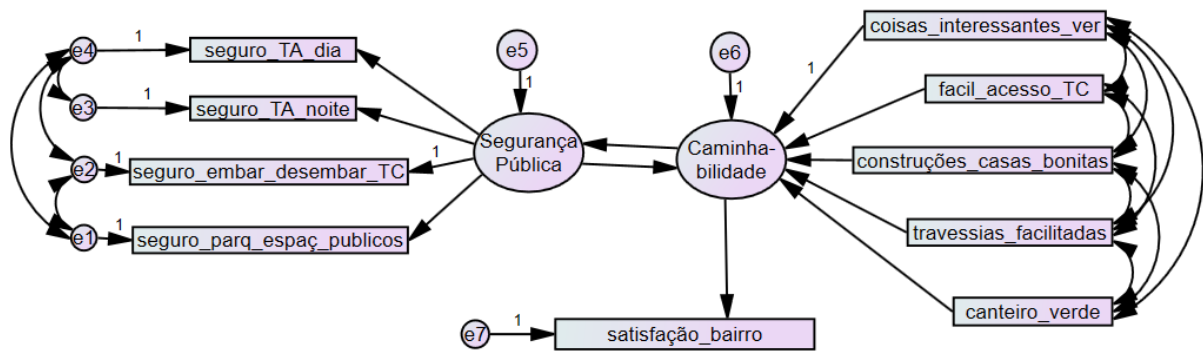 e4
1
seguro_TA_dia
e3
1
seguro_TA_noite
e2
1
seguro_embar_desembar_TC
e1
1
seguro_parq_espaç_publicos
e5
1
Segurança
Pública
1
e6
1
Caminha-
bilidade
1
coisas_interessantes_ver
facil_acesso_TC
construções_casas_bonitas
travessias_facilitadas
canteiro_verde
e7
1
satisfação_bairro